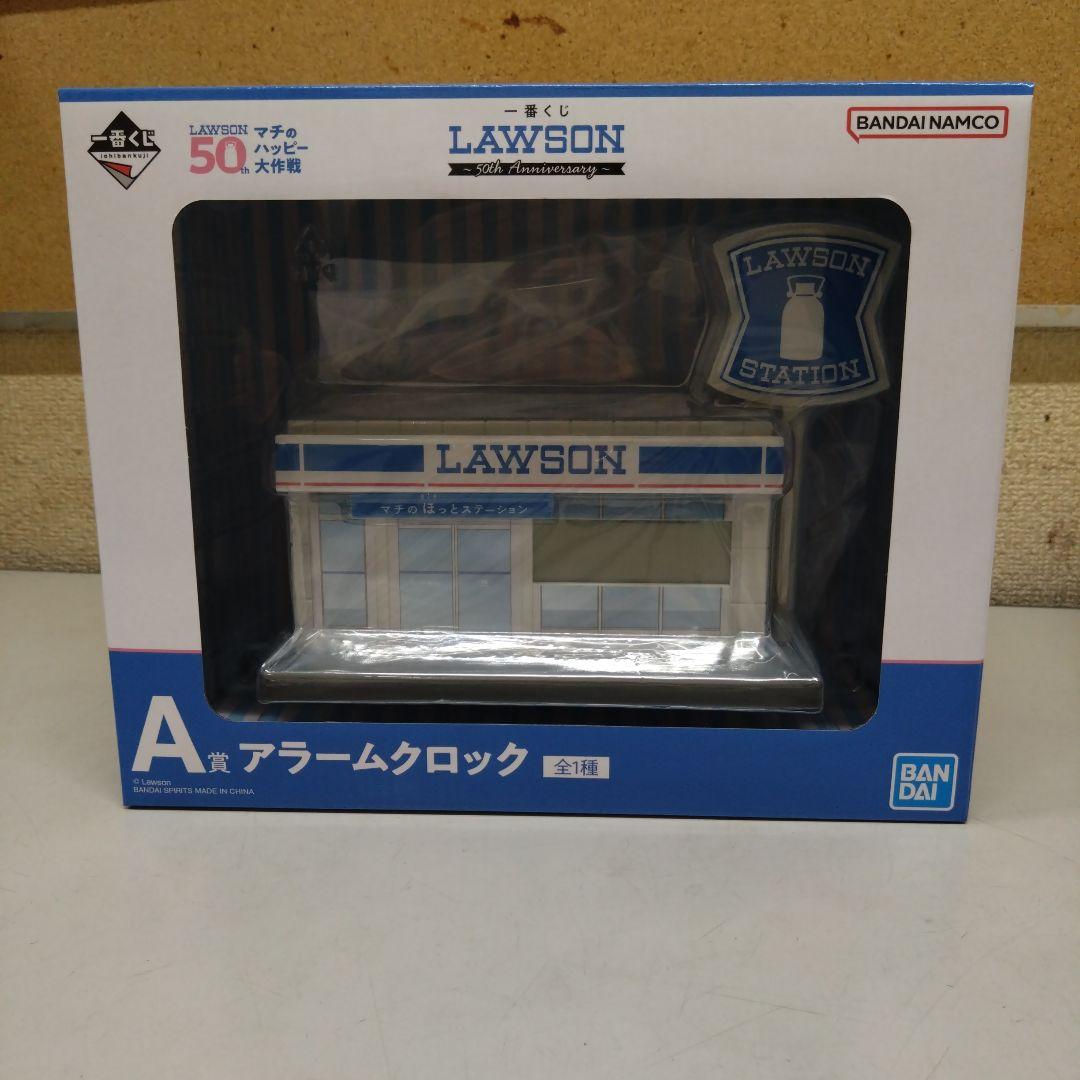 一番くじ
ichibankuji
LAWSON
50th
マチの
ハッピー
大作戦
一番くじ
LAWSON
~ 50th Anniversary ~
BANDAI NAMCO
LAWSON
STATION
LAWSON
マチのほっとステーション
A賞 アラームクロック 全1種
© Lawson
BANDAI SPIRITS MADE IN CHINA
BAN
DAI